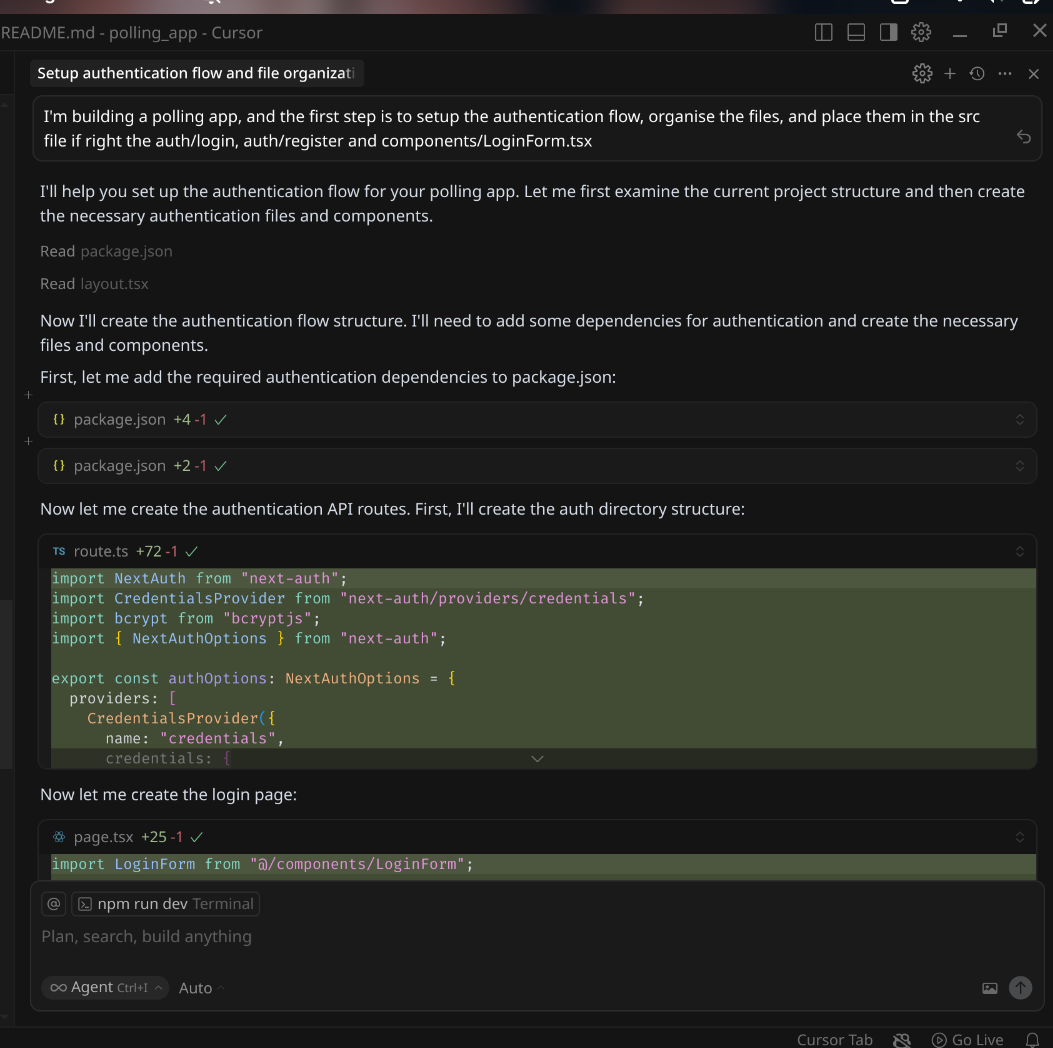 README.md - polling_app - Cursor
Setup authentication flow and file organizati
I'm building a polling app, and the first step is to setup the authentication flow, organise the files, and place them in the src
file if right the auth/login, auth/register and components/LoginForm.tsx
I'll help you set up the authentication flow for your polling app. Let me first examine the current project structure and then create
the necessary authentication files and components.
Read package.json
Read layout.tsx
Now I'll create the authentication flow structure. I'll need to add some dependencies for authentication and create the necessary
files and components.
First, let me add the required authentication dependencies to package.json:
{} package.json +4 -1
{} package.json +2 -1
Now let me create the authentication API routes. First, I'll create the auth directory structure:
TS route.ts +72 -1
import NextAuth from "next-auth";
import CredentialsProvider from "next-auth/providers/credentials";
import bcrypt from "bcryptjs";
import { NextAuthOptions } from "next-auth";
export const authOptions: NextAuthOptions = {
providers: [
CredentialsProvider({
name: "credentials",
credentials: {
Now let me create the login page:
page.tsx +25 -1
import LoginForm from "@/components/LoginForm";
@ npm run dev Terminal
Plan, search, build anything
Agent Ctrl+I Auto
Cursor Tab Go Live